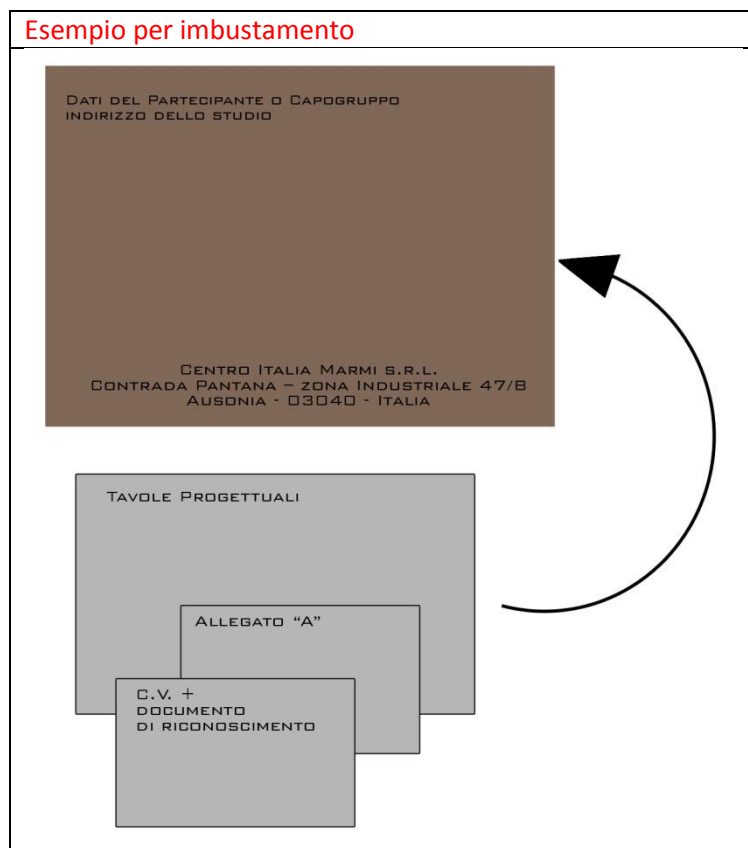 Esempio per imbustamento
Dati del Partecipante o Capogruppo
indirizzo dello studio
Centro Italia Marmi s.r.l.
Contrada Pantana – zona Industriale 47/B
Ausonia - 03040 - Italia
Tavole Progettuali
Allegato “A”
C.V. +
documento
di riconoscimento